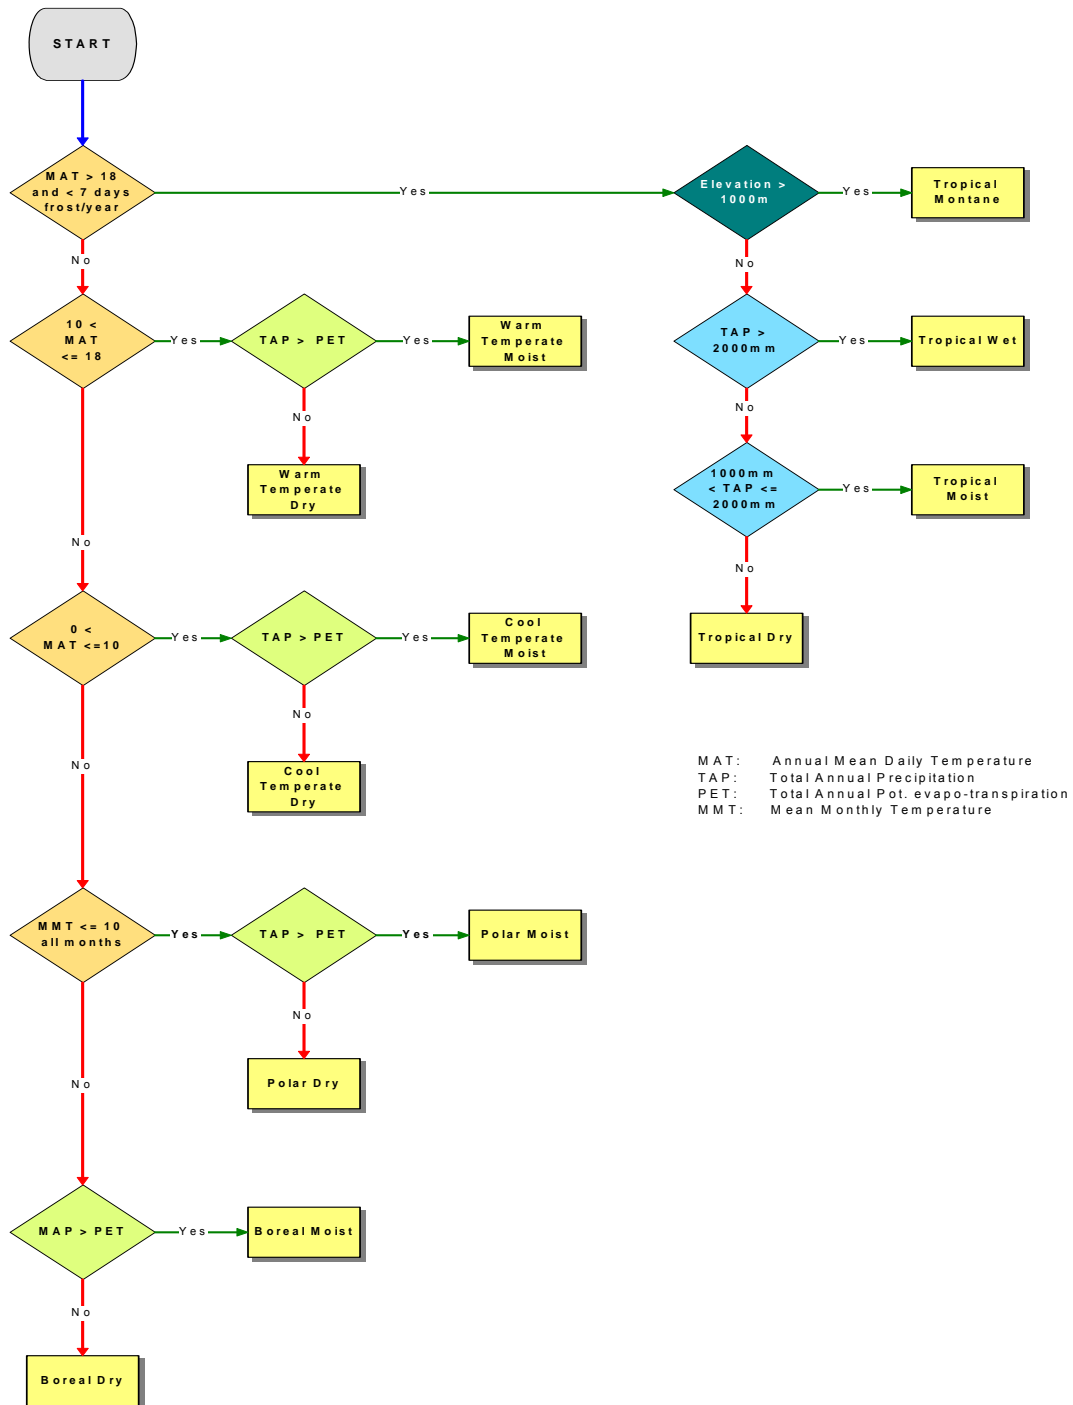 START
MAT > 18
and < 7 days
frost/year
Yes
Elevation >
1000m
Yes
Tropical
Montane
No
No
10 <
MAT
<= 18
Yes
TAP > PET
Yes
Warm
Temperate
Moist
TAP >
2000mm
Yes
Tropical Wet
No
No
Warm
Temperate
Dry
1000mm
< TAP <=
2000mm
Yes
Tropical
Moist
No
No
0 <
MAT <=10
Yes
TAP > PET
Yes
Cool
Temperate
Moist
Tropical Dry
No
No
Cool
Temperate
Dry
MAT: Annual Mean Daily Temperature
TAP: Total Annual Precipitation
PET: Total Annual Pot. evapo-transpiration
MMT: Mean Monthly Temperature
MMT <= 10
all months
Yes
TAP > PET
Yes
Polar Moist
No
No
Polar Dry
MAP > PET
Yes
Boreal Moist
No
Boreal Dry